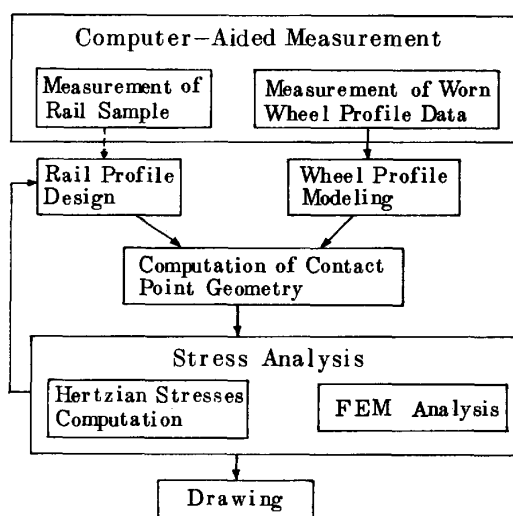 Computer-Aided Measurement
Measurement of
Rail Sample
Measurement of Worn
Wheel Profile Data
Rail Profile
Design
Wheel Profile
Modeling
Computation of Contact
Point Geometry
Stress Analysis
Hertzian Stresses
Computation
FEM Analysis
Drawing